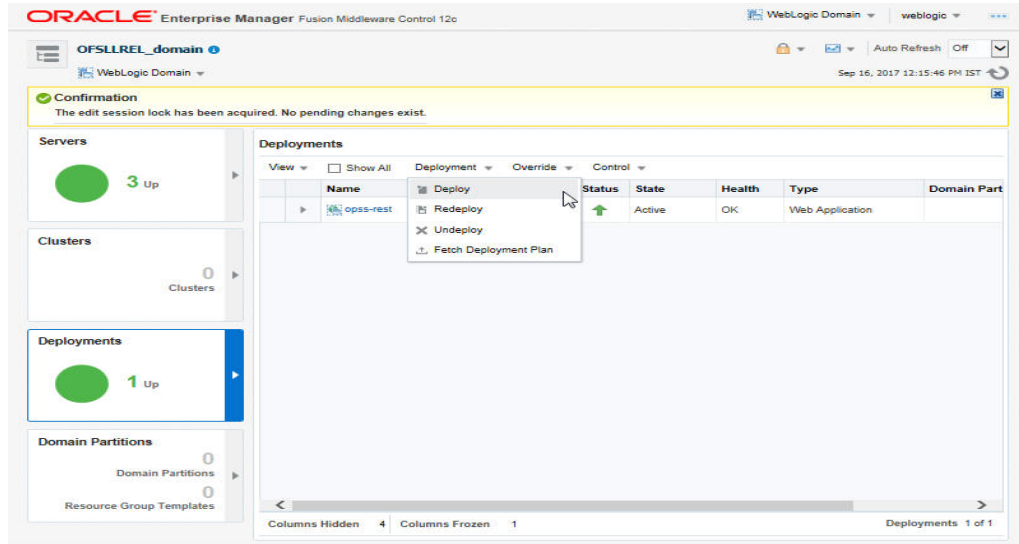 ORACLE Enterprise Manager Fusion Middleware Control 12c
WebLogic Domain
weblogic
OFSLLREL_domain
WebLogic Domain
Auto Refresh Off
Sep 16, 2017 12:15:46 PM IST
Confirmation
The edit session lock has been acquired. No pending changes exist.
Servers
3 Up
Clusters
0
Clusters
Deployments
1 Up
Domain Partitions
0
Domain Partitions
0
Resource Group Templates
Deployments
View Show All Deployment Override Control
Name Status State Health Type Domain Part
opss-rest Active OK Web Application
Deploy
Redeploy
Undeploy
Fetch Deployment Plan
Columns Hidden 4 Columns Frozen 1
Deployments 1 of 1